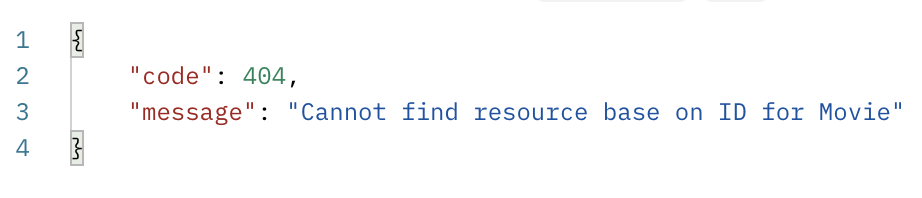 1 {
2 "code": 404,
3 "message": "Cannot find resource base on ID for Movie"
4 }